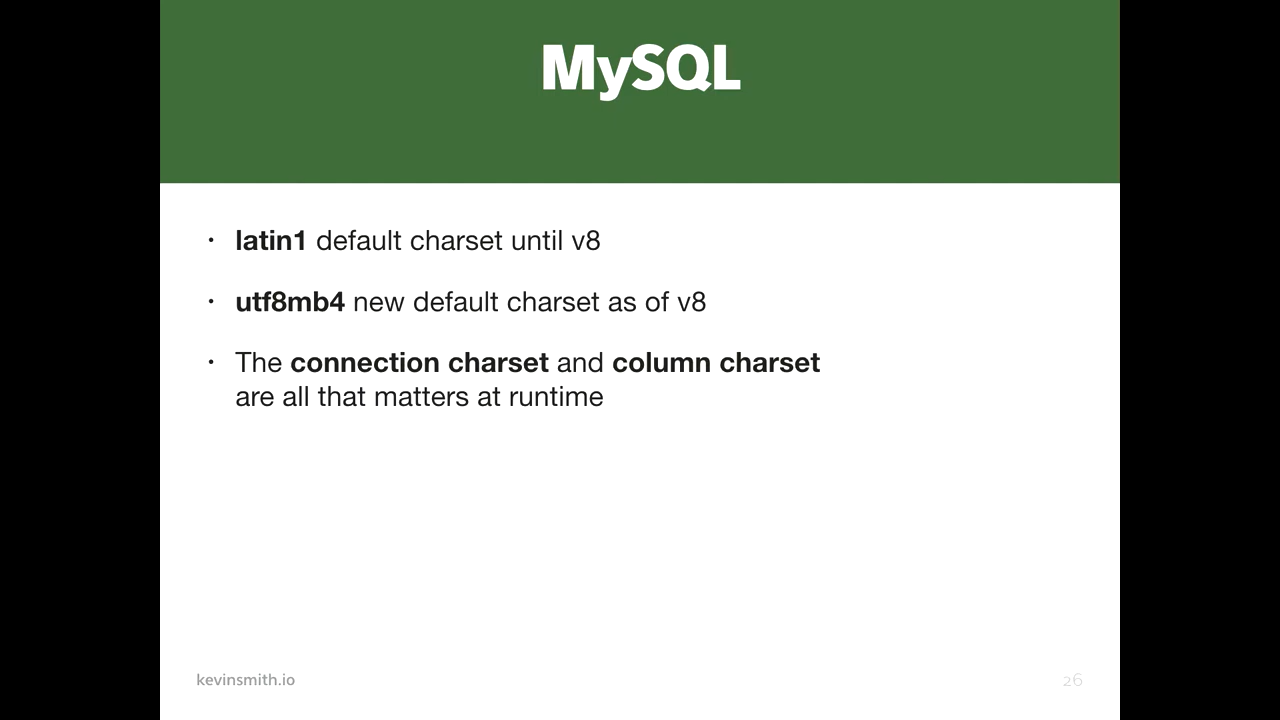 MySQL
• latin1 default charset until v8
• utf8mb4 new default charset as of v8
• The connection charset and column charset
are all that matters at runtime
kevinsmith.io
26